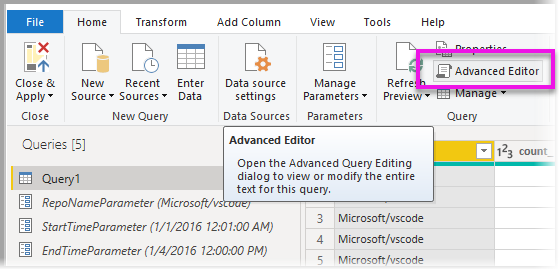 File Home Transform Add Column View Tools Help
Properties
Advanced Editor
Manage
Close & Apply
New Source
Recent Sources
Enter Data
Data source settings
Manage Parameters
Refresh Preview
Close New Query Data Sources Parameters Query
Queries [5]
Query1
RepoNameParameter (Microsoft/vscode)
StartTimeParameter (1/1/2016 12:01:00 AM)
EndTimeParameter (1/4/2016 12:00:00 PM)
Advanced Editor
Open the Advanced Query Editing
dialog to view or modify the entire
text for this query.
1²3 count_
3 Microsoft/vscode
4 Microsoft/vscode
5 Microsoft/vscode